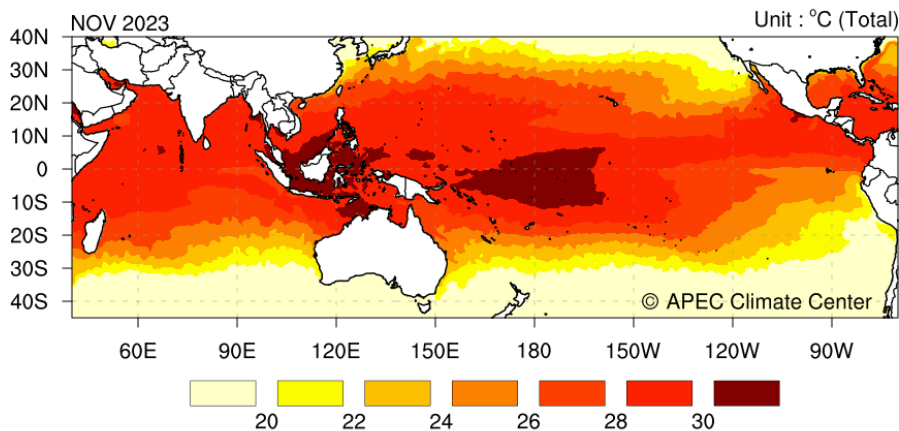 NOV 2023
Unit : °C (Total)
40N
30N
20N
10N
0
10S
20S
30S
40S
© APEC Climate Center
60E 90E 120E 150E 180 150W 120W 90W
20 22 24 26 28 30